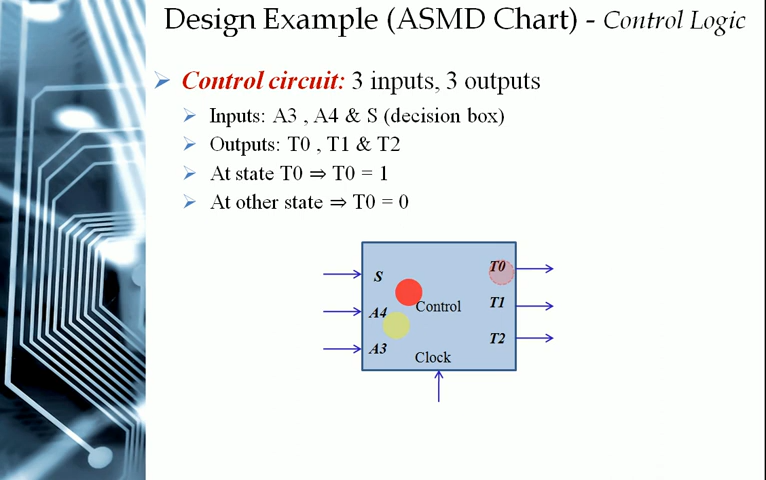 Design Example (ASMD Chart) - Control Logic
Control circuit: 3 inputs, 3 outputs
Inputs: A3 , A4 & S (decision box)
Outputs: T0 , T1 & T2
At state T0 ⇒ T0 = 1
At other state ⇒ T0 = 0
S T0
Control T1
A4
T2
A3
Clock